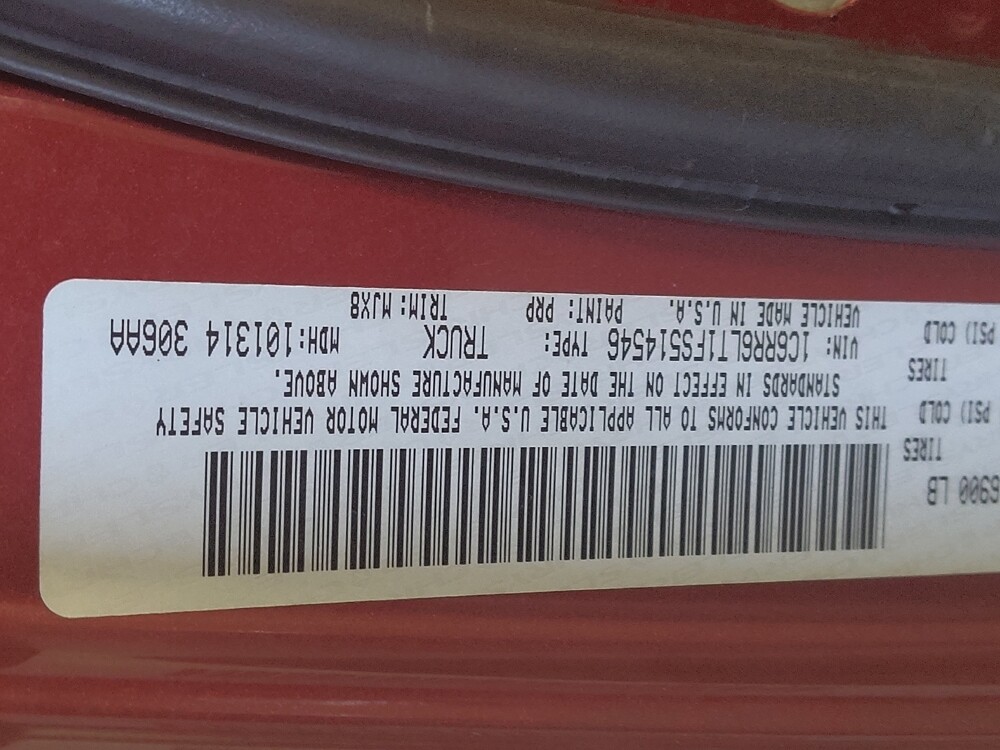 6900 LB
TIRES
PSI) COLD
TIRES
PSI) COLD
THIS VEHICLE CONFORMS TO ALL APPLICABLE U.S.A. FEDERAL MOTOR VEHICLE SAFETY
STANDARDS IN EFFECT ON THE DATE OF MANUFACTURE SHOWN ABOVE.
VIN: 1C6RR6LT1FS514546 TYPE: TRUCK MDH:101314 306AA
VEHICLE MADE IN U.S.A. PAINT: PRP TRIM: MJX8